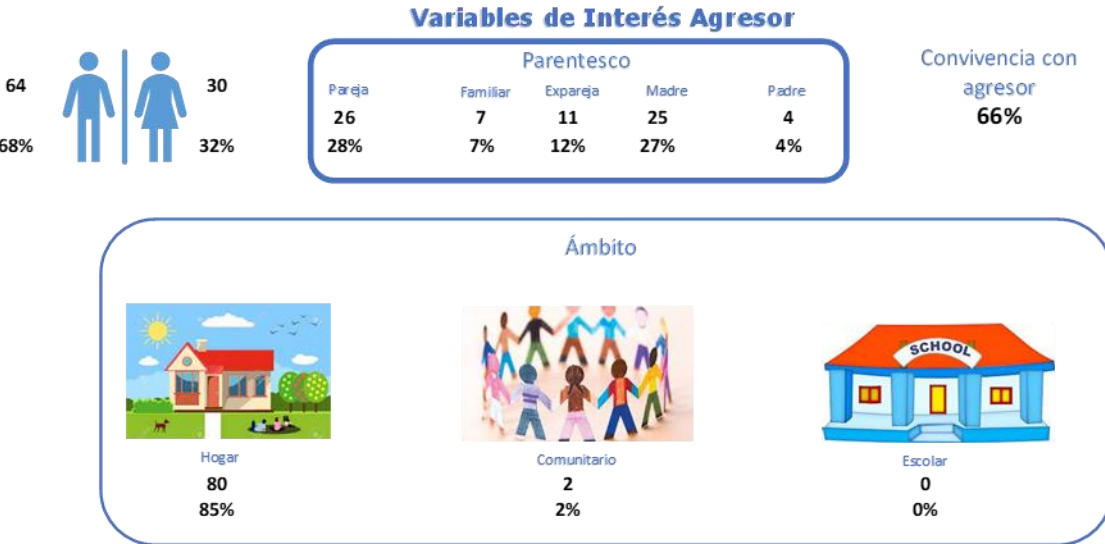 Variables de Interés Agresor
64
30
68%
32%
Parentesco
Pareja Familiar Expareja Madre Padre
26 7 11 25 4
28% 7% 12% 27% 4%
Convivencia con
agresor
66%
Ámbito
SCHOOL
Hogar Comunitario Escolar
80 2 0
85% 2% 0%